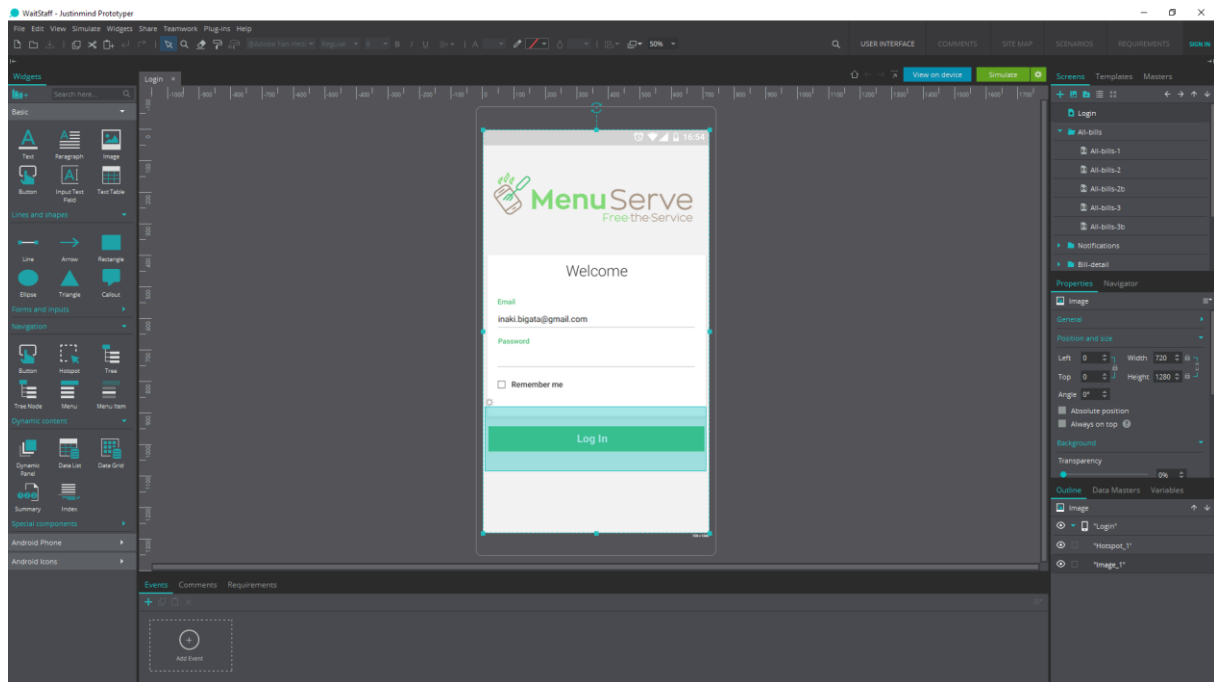 WaitStaff - Justinmind Prototyper
File Edit View Simulate Widgets Share Teamwork Plug-ins Help
50%
USER INTERFACE COMMENTS SITE MAP SCENARIOS REQUIREMENTS SIGN IN
Widgets
Search here...
Basic
Text Paragraph Image
Button Input Text Field Text Table
Lines and shapes
Line Arrow Rectangle
Ellipse Triangle Callout
Forms and inputs
Navigation
Button Hotspot Tree
Tree Node Menu Menu Item
Dynamic content
Dynamic Panel Data List Data Grid
Summary Index
Special components
Android Phone
Android Icons
Login ×
View on device Simulate
16:54
MenuServe
Free the Service
Welcome
Email
inaki.bigata@gmail.com
Password
Remember me
Log In
Events Comments Requirements
Add Event
Screens Templates Masters
Login
All-bills
All-bills-1
All-bills-2
All-bills-2b
All-bills-3
All-bills-3b
Notifications
Bill-detail
Properties Navigator
Image
General
Position and size
Left 0 Width 720
Top 0 Height 1280
Angle 0°
Absolute position
Always on top
Background
Transparency
0%
Outline Data Masters Variables
Image
"Login"
"Hotspot_1"
"Image_1"